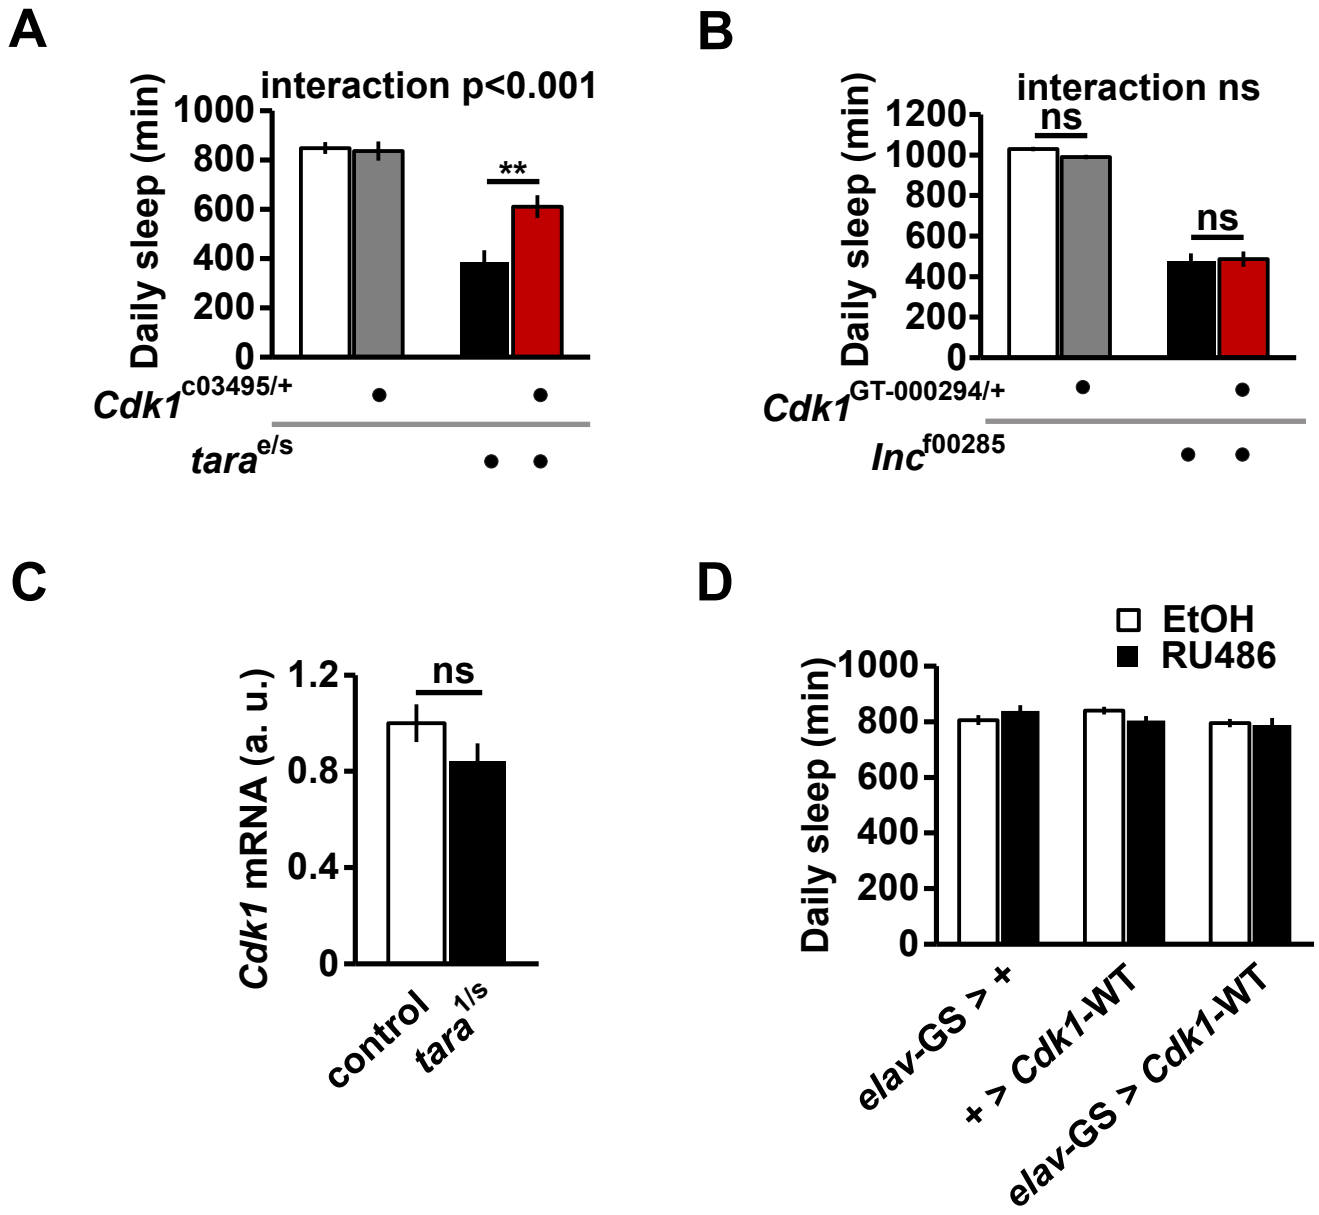 A
interaction p<0.001
Daily sleep (min)
1000
800
600
400
200
0
**
Cdk1c03495/+
tarae/s
B
interaction ns
Daily sleep (min)
1200
1000
800
600
400
200
0
ns
ns
Cdk1GT-000294/+
Incf00285
C
Cdk1 mRNA (a. u.)
1.2
0.8
0.4
0
ns
control
tara1/s
D
EtOH
RU486
Daily sleep (min)
1000
800
600
400
200
0
elav-GS > +
+ > Cdk1-WT
elav-GS > Cdk1-WT